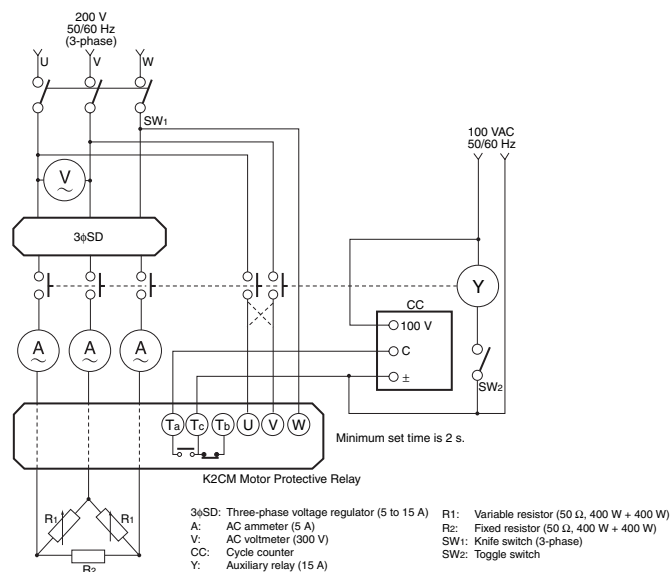 200 V
50/60 Hz
(3-phase)
U
V
W
SW1
100 VAC
50/60 Hz
V
~
3ϕSD
Y
CC
100 V
C
±
SW2
A
~
A
~
A
~
Ta
Tc
Tb
U
V
W
Minimum set time is 2 s.
K2CM Motor Protective Relay
R1
R1
R2
3ϕSD: Three-phase voltage regulator (5 to 15 A)
A: AC ammeter (5 A)
V: AC voltmeter (300 V)
CC: Cycle counter
Y: Auxiliary relay (15 A)
R1: Variable resistor (50 Ω, 400 W + 400 W)
R2: Fixed resistor (50 Ω, 400 W + 400 W)
SW1: Knife switch (3-phase)
SW2: Toggle switch